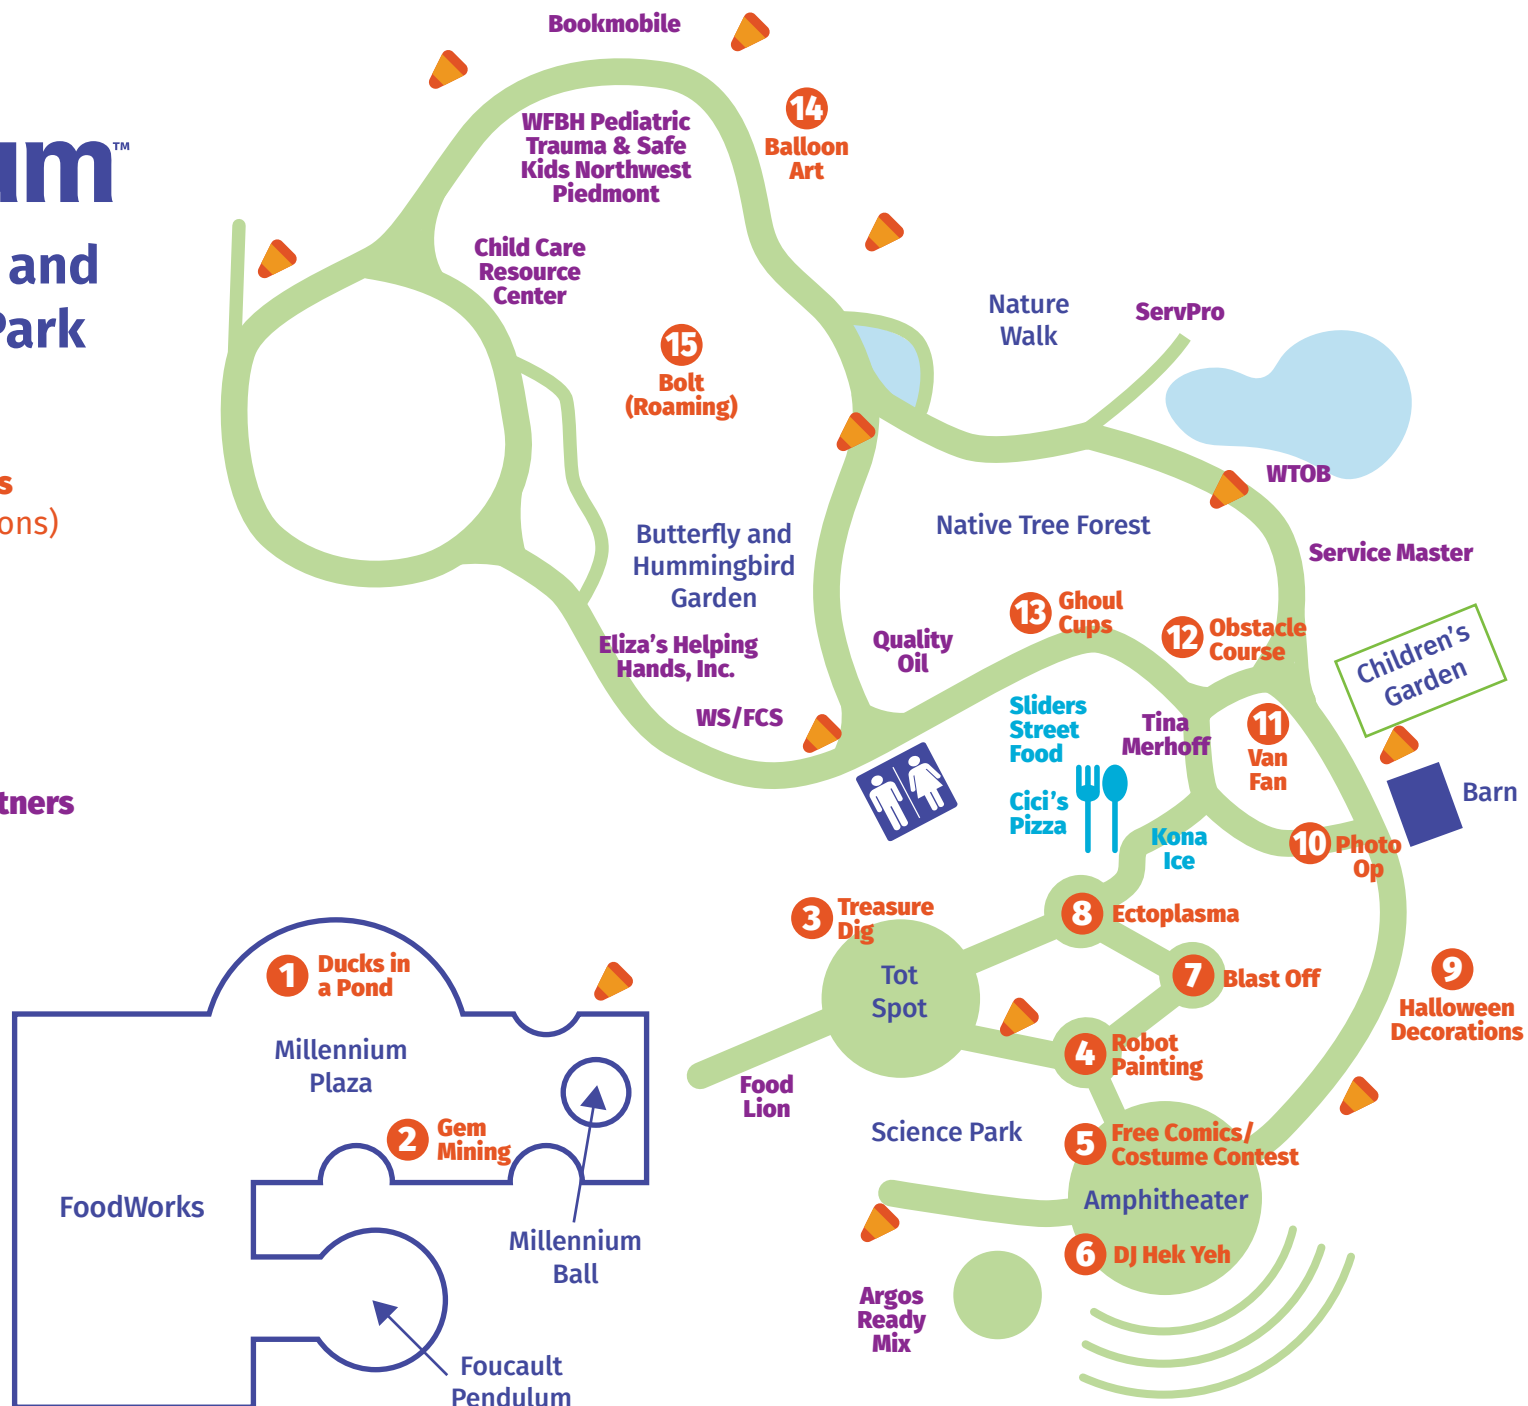 Bookmobile
14
Balloon
Art
WFBH Pediatric
Trauma & Safe
Kids Northwest
Piedmont
um™
and
Park
Child Care
Resource
Center
15
Bolt
(Roaming)
Nature
Walk
ServPro
WTOB
s
ons)
Butterfly and
Hummingbird
Garden
Native Tree Forest
Service Master
13
Ghoul
Cups
12
Obstacle
Course
Children's
Garden
Eliza's Helping
Hands, Inc.
Quality
Oil
WS/FCS
Sliders
Street
Food
Tina
Merhoff
11
Van
Fan
tners
Cici's
Pizza
Kona
Ice
10
Photo
Op
Barn
3
Treasure
Dig
8
Ectoplasma
Tot
Spot
7
Blast Off
9
Halloween
Decorations
1
Ducks in
a Pond
Millennium
Plaza
4
Robot
Painting
Food
Lion
2
Gem
Mining
Science Park
5
Free Comics/
Costume Contest
FoodWorks
Amphitheater
Millennium
Ball
6
DJ Hek Yeh
Argos
Ready
Mix
Foucault
Pendulum